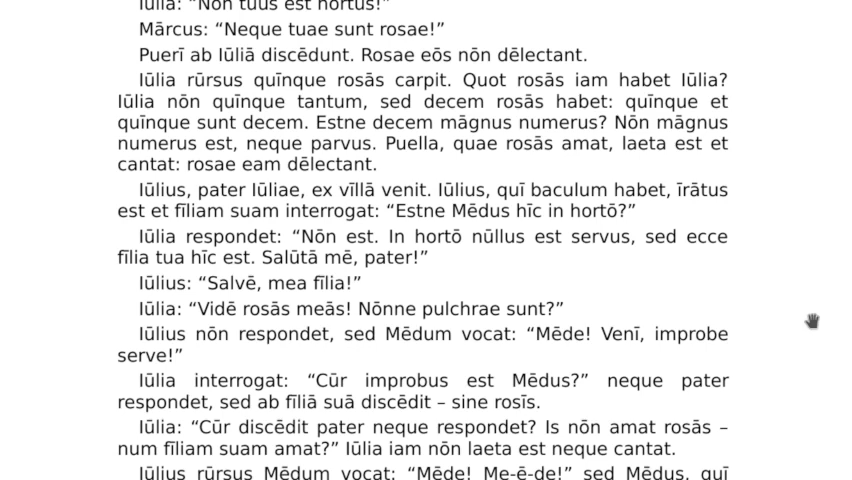 Iūlia: “Nōn tuus est hortus!”
Mārcus: “Neque tuae sunt rosae!”
Puerī ab Iūliā discēdunt. Rosae eōs nōn dēlectant.
Iūlia rūrsus quīnque rosās carpit. Quot rosās iam habet Iūlia?
Iūlia nōn quīnque tantum, sed decem rosās habet: quīnque et
quīnque sunt decem. Estne decem māgnus numerus? Nōn māgnus
numerus est, neque parvus. Puella, quae rosās amat, laeta est et
cantat: rosae eam dēlectant.
Iūlius, pater Iūliae, ex vīllā venit. Iūlius, quī baculum habet, īrātus
est et fīliam suam interrogat: “Estne Mēdus hīc in hortō?”
Iūlia respondet: “Nōn est. In hortō nūllus est servus, sed ecce
fīlia tua hīc est. Salūtā mē, pater!”
Iūlius: “Salvē, mea fīlia!”
Iūlia: “Vidē rosās meās! Nōnne pulchrae sunt?”
Iūlius nōn respondet, sed Mēdum vocat: “Mēde! Venī, improbe
serve!”
Iūlia interrogat: “Cūr improbus est Mēdus?” neque pater
respondet, sed ab fīliā suā discēdit – sine rosīs.
Iūlia: “Cūr discēdit pater neque respondet? Is nōn amat rosās –
num fīliam suam amat?” Iūlia iam nōn laeta est neque cantat.
Iūlius rūrsus Mēdum vocat: “Mēde! Me-ē-de!” sed Mēdus, quī